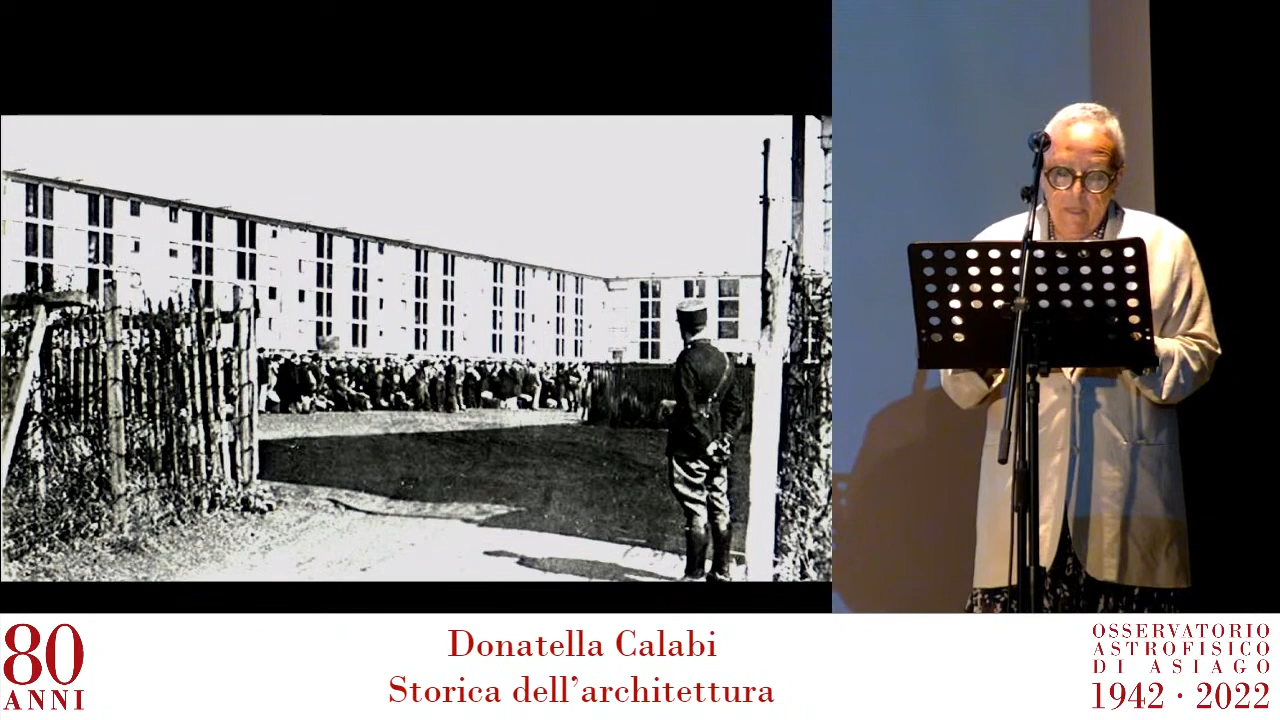 80
ANNI
Donatella Calabi
Storica dell’architettura
OSSERVATORIO
ASTROFISICO
DI ASIAGO
1942 · 2022